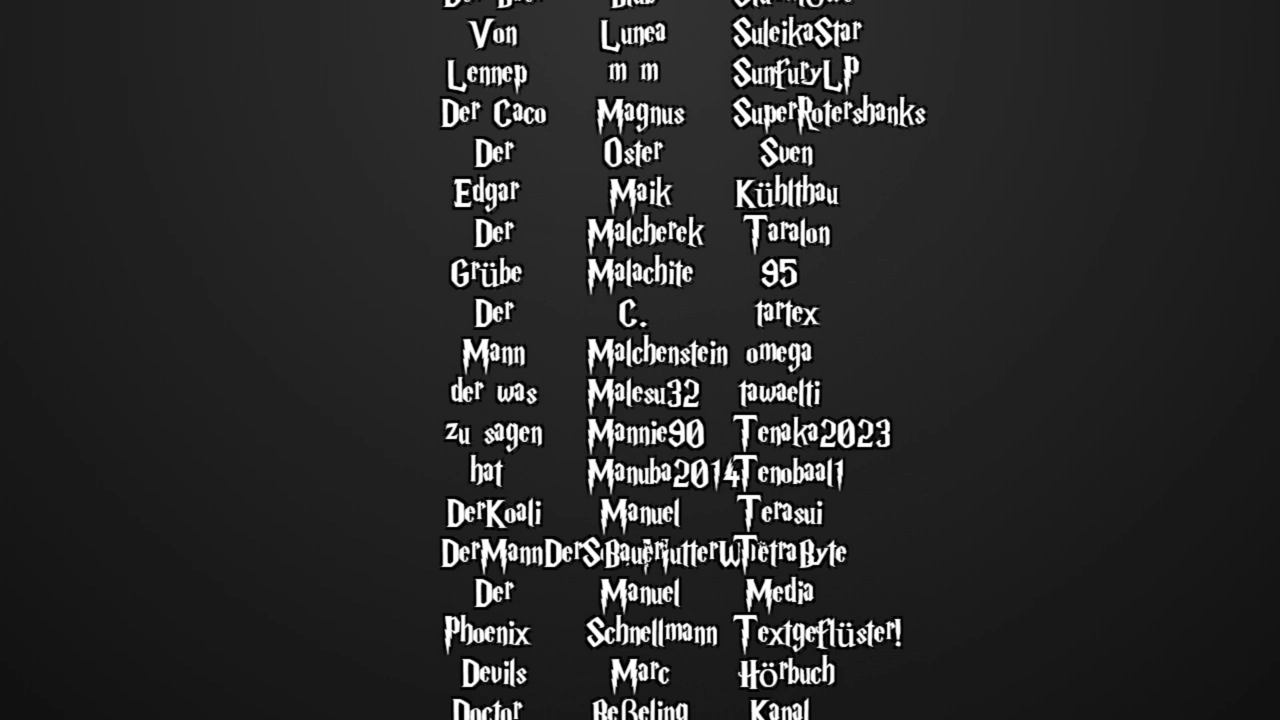 Von Lunea SuleikaStar
Lennep m m SunfuryLP
Der Caco Magnus SuperRotershanks
Der Oster Sven
Edgar Maik Kühlthau
Der Malcherek Taralon
Grübe Malachite 95
Der C. tartex
Mann Malchenstein omega
der was Malesu32 tawaelti
zu sagen Mannie90 Tenaka2023
hat Manuba2014 Tenobaal1
DerKoali Manuel Terasui
Bauer TetraByte
Der Manuel Media
Phoenix Schnellmann Textgeflüster!
Devils Marc Hörbuch
Doctor Reßeling Kanal